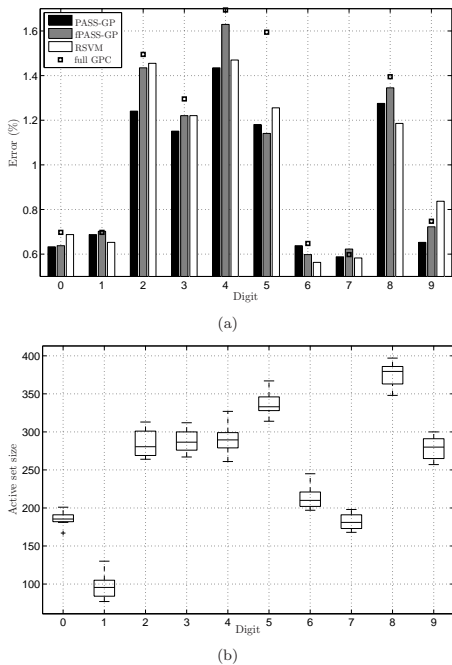 PASS-GP
fPASS-GP
RSVM
full GPC
1.6
1.4
1.2
1
0.8
0.6
Error (%)
0 1 2 3 4 5 6 7 8 9
Digit
(a)
400
350
300
250
200
150
100
Active set size
0 1 2 3 4 5 6 7 8 9
Digit
(b)